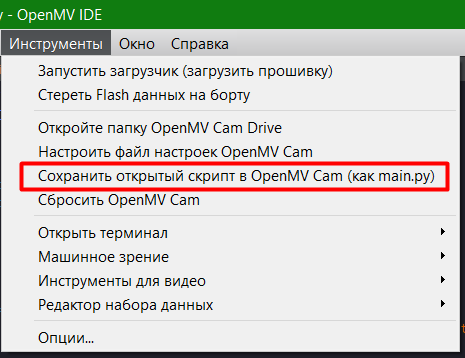 - OpenMV IDE
Инструменты Окно Справка
Запустить загрузчик (загрузить прошивку)
Стереть Flash данных на борту
Откройте папку OpenMV Cam Drive
Настроить файл настроек OpenMV Cam
Сохранить открытый скрипт в OpenMV Cam (как main.py)
Сбросить OpenMV Cam
Открыть терминал
Машинное зрение
Инструменты для видео
Редактор набора данных
Опции...